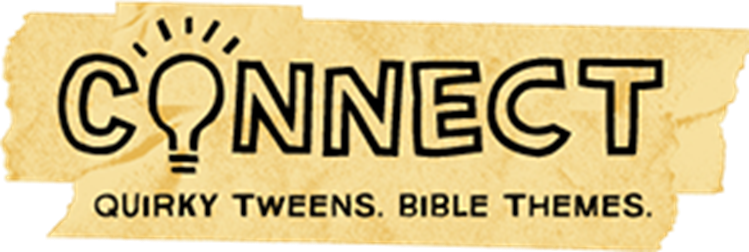 CONNECT
QUIRKY TWEENS. BIBLE THEMES.